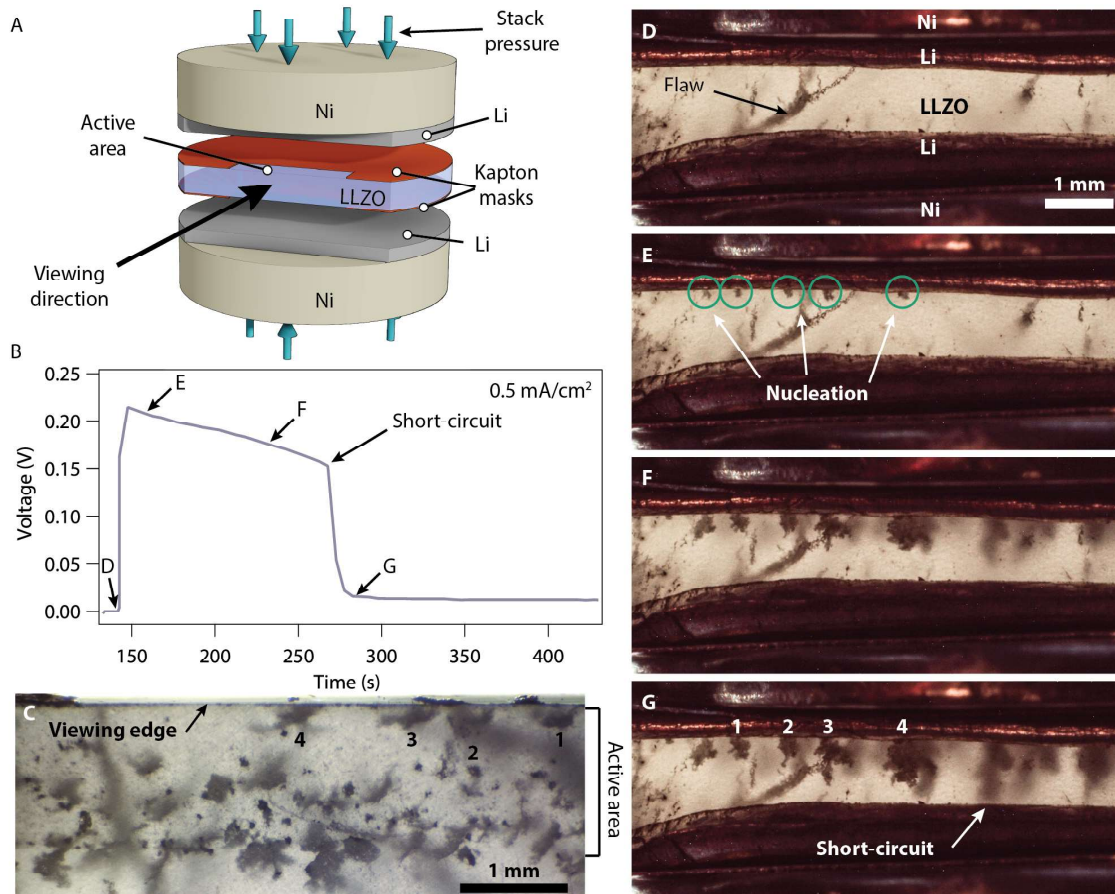 A
Stack
pressure
Ni
Li
Active
area
Kapton
masks
LLZO
Li
Viewing
direction
Ni
B
0.25
0.20
0.15
0.10
0.05
0.00
Voltage (V)
E
F
0.5 mA/cm²
Short-circuit
D
G
150
200
250
300
350
400
Time (s)
C
Viewing edge
4
3
2
1
Active area
1 mm
D
Ni
Li
Flaw
LLZO
Li
1 mm
Ni
E
Nucleation
F
G
1
2
3
4
Short-circuit